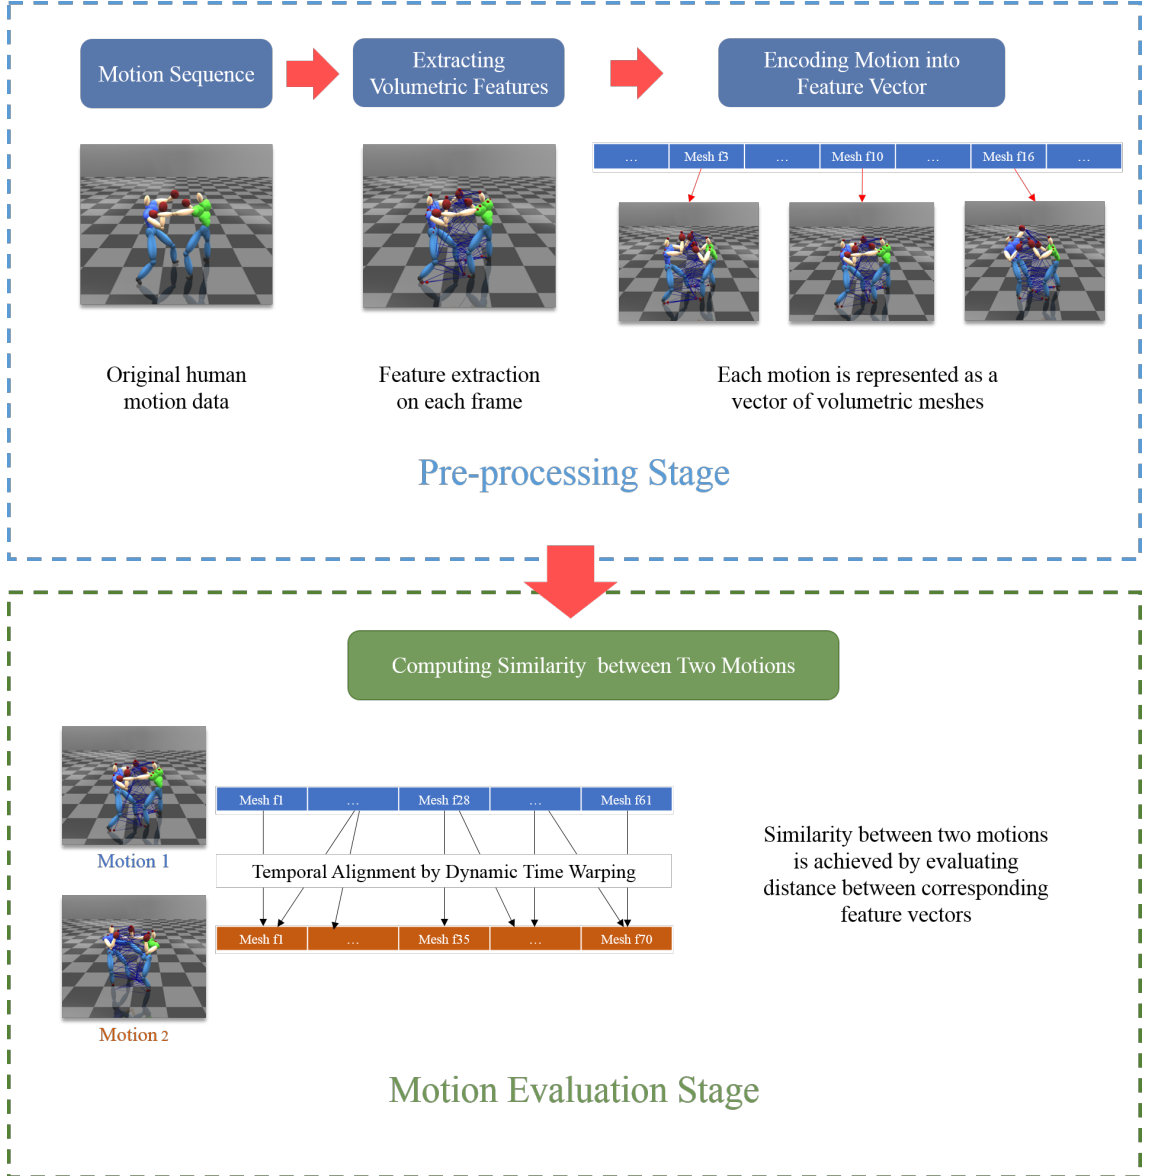 Motion Sequence
Extracting
Volumetric Features
Encoding Motion into
Feature Vector
... Mesh f3 ... Mesh f10 ... Mesh f16 ...
Original human
motion data
Feature extraction
on each frame
Each motion is represented as a
vector of volumetric meshes
Pre-processing Stage
Computing Similarity between Two Motions
Mesh f1 ... Mesh f28 ... Mesh f61
Motion 1
Temporal Alignment by Dynamic Time Warping
Mesh f1 ... Mesh f35 ... Mesh f70
Motion 2
Similarity between two motions
is achieved by evaluating
distance between corresponding
feature vectors
Motion Evaluation Stage